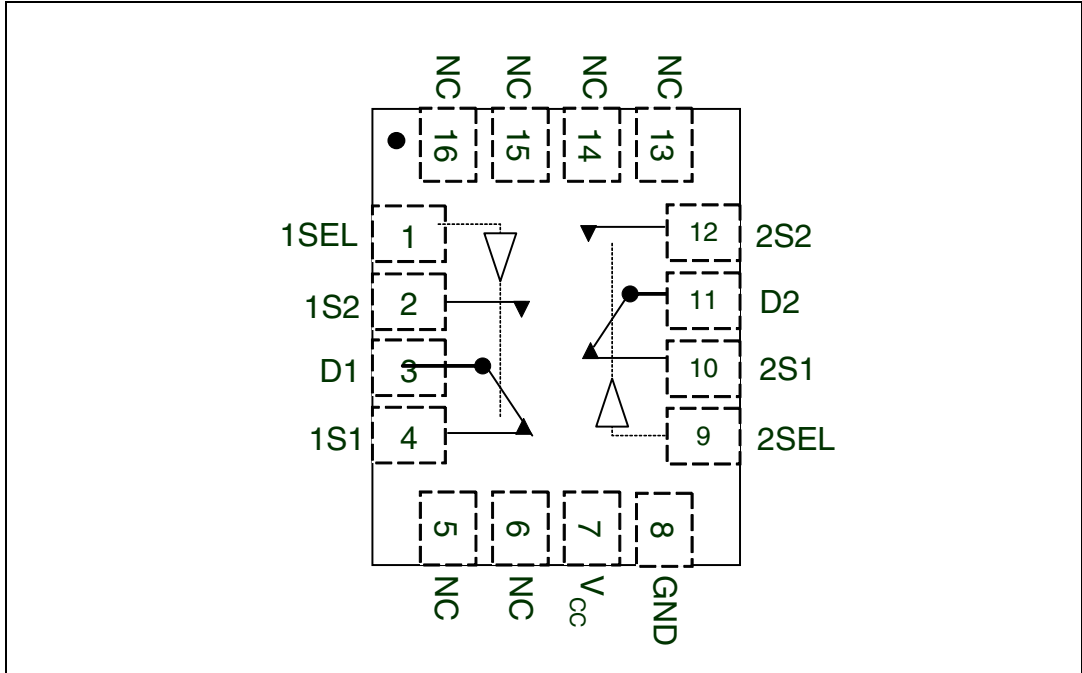 NC NC NC NC
16 15 14 13
1SEL 1 12 2S2
1S2 2 11 D2
D1 3 10 2S1
1S1 4 9 2SEL
5 6 7 8
NC NC VCC GND